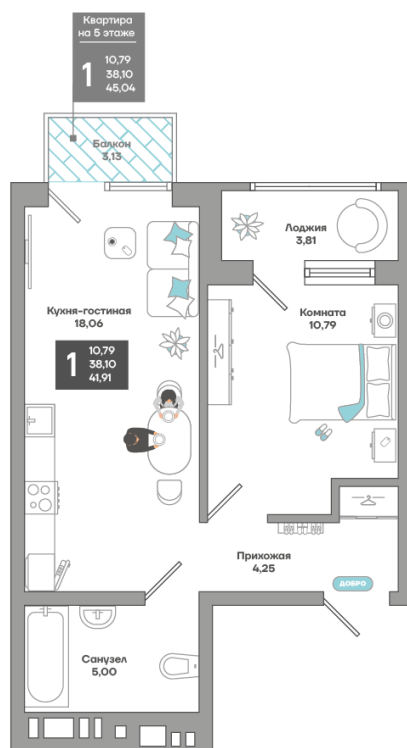 Квартира
на 5 этаже
1
10,79
38,10
45,04
Балкон
3,13
Лоджия
3,81
Кухня-гостиная
18,06
1
10,79
38,10
41,91
Комната
10,79
Прихожая
4,25
ДОБРО
Санузел
5,00